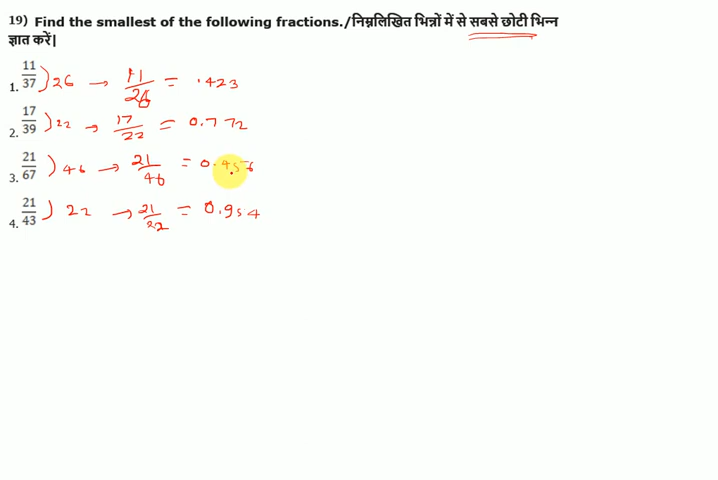 19) Find the smallest of the following fractions./निम्नलिखित भिन्नों में से सबसे छोटी भिन्न
ज्ञात करें|
1. 11/37 ) 26 → 11/26 = .423
2. 17/39 ) 22 → 17/22 = 0.772
3. 21/67 ) 46 → 21/46 = 0.456
4. 21/43 ) 22 → 21/22 = 0.954